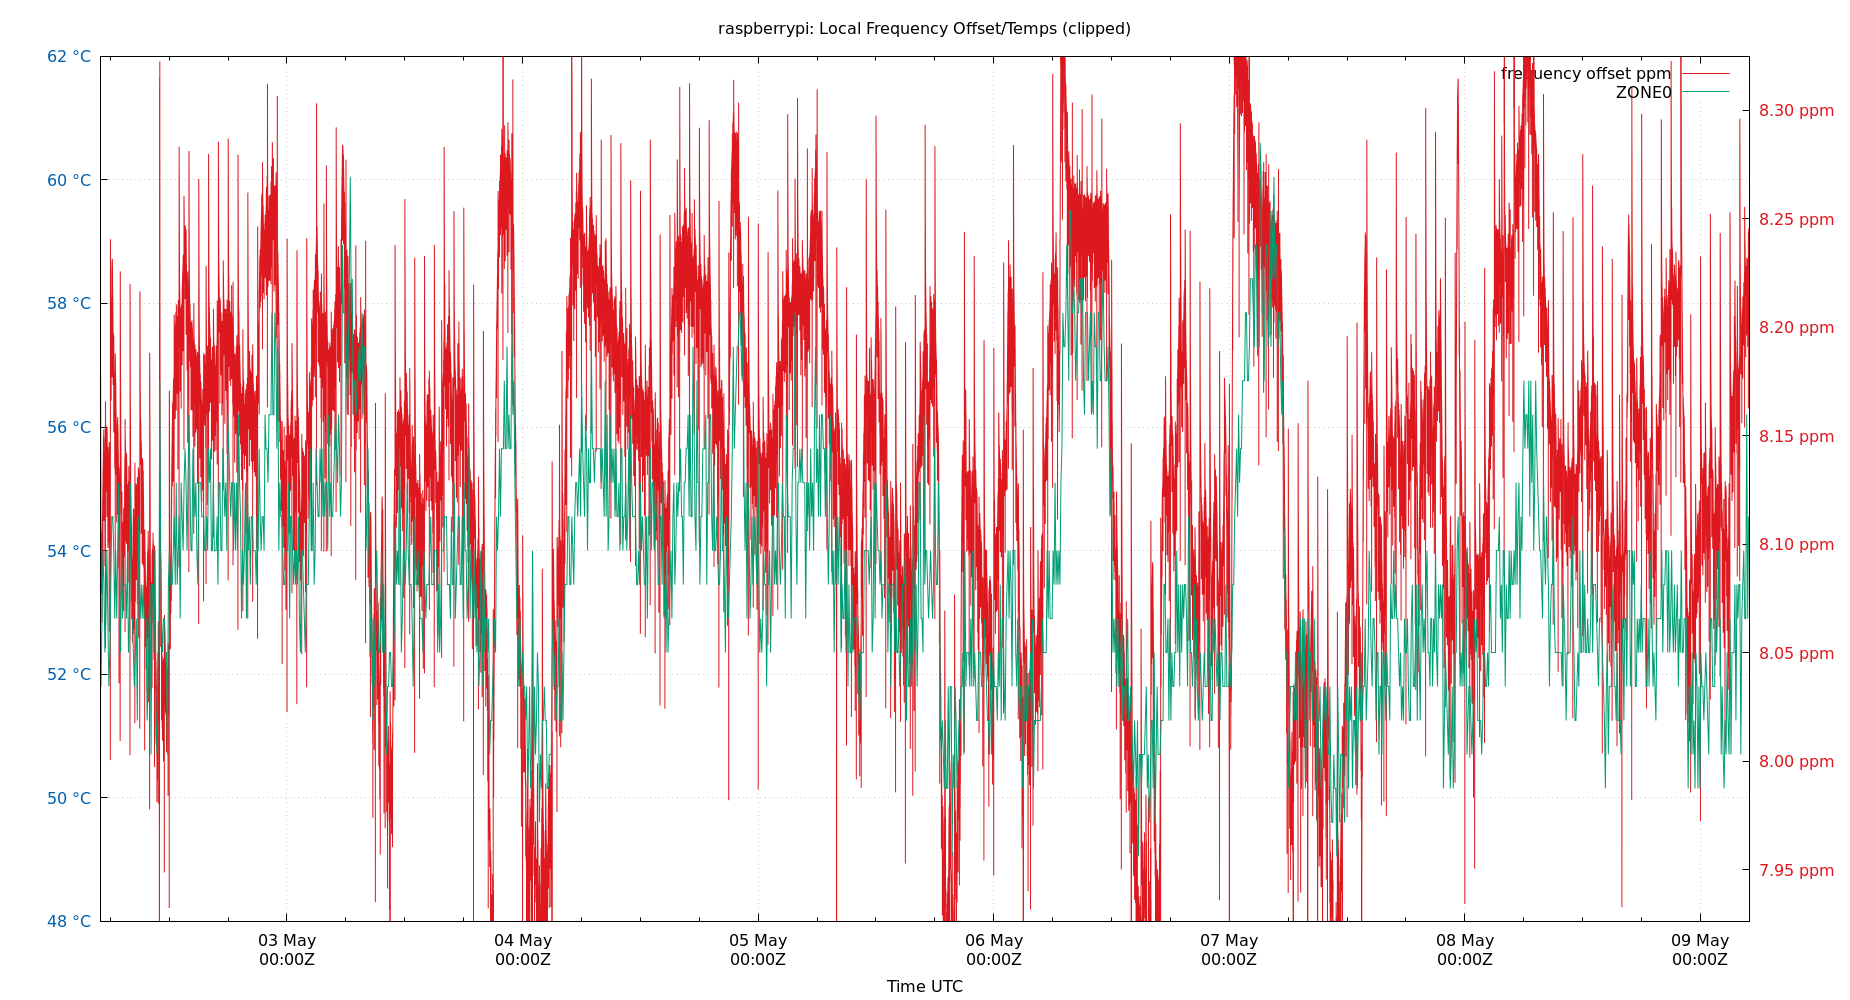 raspberrypi: Local Frequency Offset/Temps (clipped)
62 °C
60 °C
58 °C
56 °C
54 °C
52 °C
50 °C
48 °C
frequency offset ppm
ZONE0
8.30 ppm
8.25 ppm
8.20 ppm
8.15 ppm
8.10 ppm
8.05 ppm
8.00 ppm
7.95 ppm
03 May 04 May 05 May 06 May 07 May 08 May 09 May
00:00Z 00:00Z 00:00Z 00:00Z 00:00Z 00:00Z 00:00Z
Time UTC